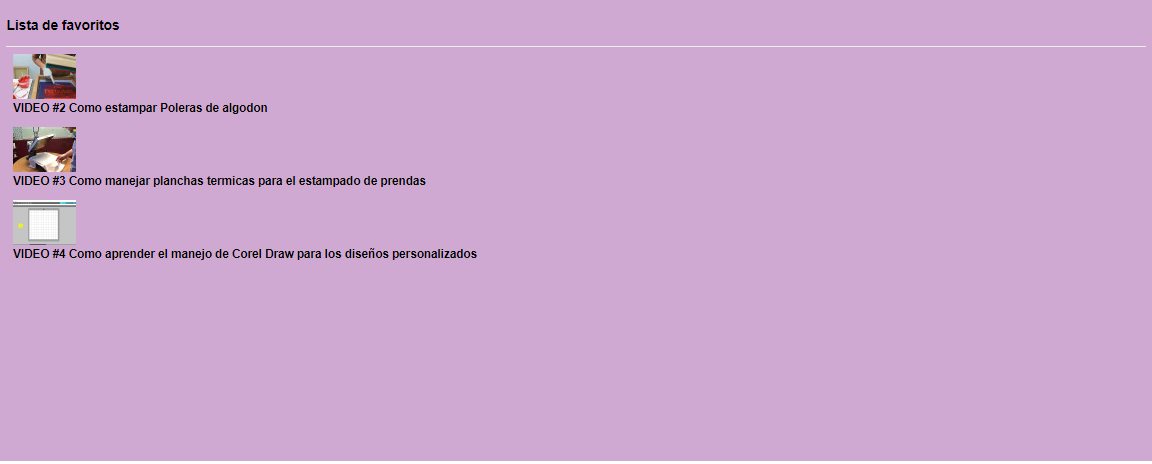 Lista de favoritos
VIDEO #2 Como estampar Poleras de algodon
VIDEO #3 Como manejar planchas termicas para el estampado de prendas
VIDEO #4 Como aprender el manejo de Corel Draw para los diseños personalizados